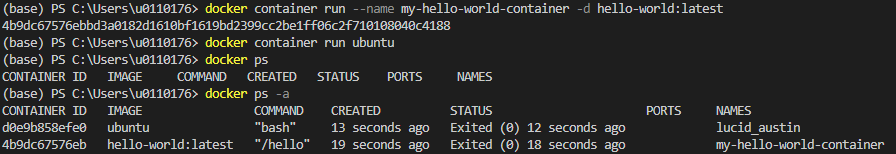 (base) PS C:\Users\u0110176> docker container run --name my-hello-world-container -d hello-world:latest
4b9dc67576ebbd3a0182d1610bf1619bd2399cc2be1ff06c2f710108040c4188
(base) PS C:\Users\u0110176> docker container run ubuntu
(base) PS C:\Users\u0110176> docker ps
CONTAINER ID   IMAGE     COMMAND   CREATED   STATUS    PORTS     NAMES
(base) PS C:\Users\u0110176> docker ps -a
CONTAINER ID   IMAGE                COMMAND    CREATED          STATUS                      PORTS     NAMES
d0e9b858efe0   ubuntu               "bash"     13 seconds ago   Exited (0) 12 seconds ago             lucid_austin
4b9dc67576eb   hello-world:latest   "/hello"   19 seconds ago   Exited (0) 18 seconds ago             my-hello-world-container